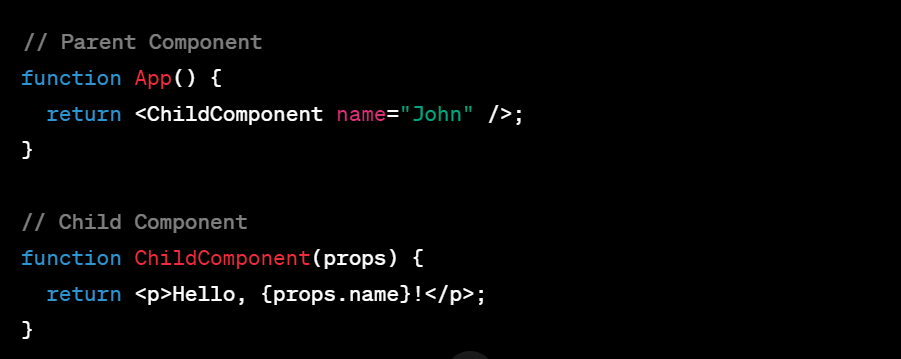 // Parent Component
function App() {
  return <ChildComponent name="John" />;
}

// Child Component
function ChildComponent(props) {
  return <p>Hello, {props.name}!</p>;
}